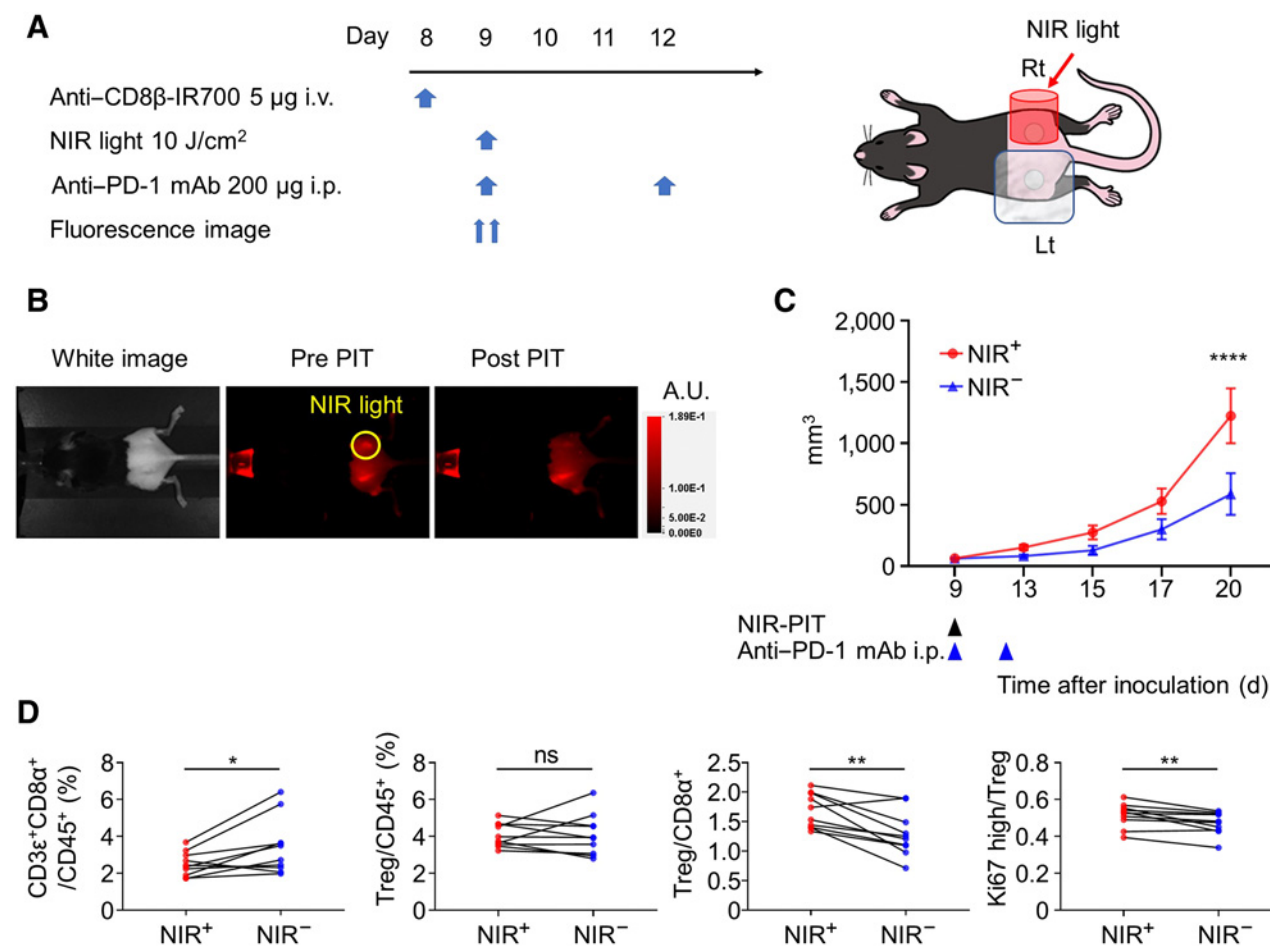 A
Day 8 9 10 11 12
Anti–CD8β-IR700 5 µg i.v.
NIR light 10 J/cm²
Anti–PD-1 mAb 200 µg i.p.
Fluorescence image
NIR light
Rt
Lt
B
White image Pre PIT Post PIT
NIR light
A.U.
1.89E-1
1.00E-1
5.00E-2
0.00E0
C
mm³
2,000
1,500
1,000
500
0
NIR⁺
NIR⁻
****
9 13 15 17 20
NIR-PIT
Anti–PD-1 mAb i.p.
Time after inoculation (d)
D
CD3ε⁺CD8α⁺
/CD45⁺ (%)
8
6
4
2
0
*
NIR⁺ NIR⁻
Treg/CD45⁺ (%)
8
6
4
2
0
ns
NIR⁺ NIR⁻
Treg/CD8α⁺
2.5
2.0
1.5
1.0
0.5
0
**
NIR⁺ NIR⁻
Ki67 high/Treg
0.8
0.6
0.4
0.2
0
**
NIR⁺ NIR⁻